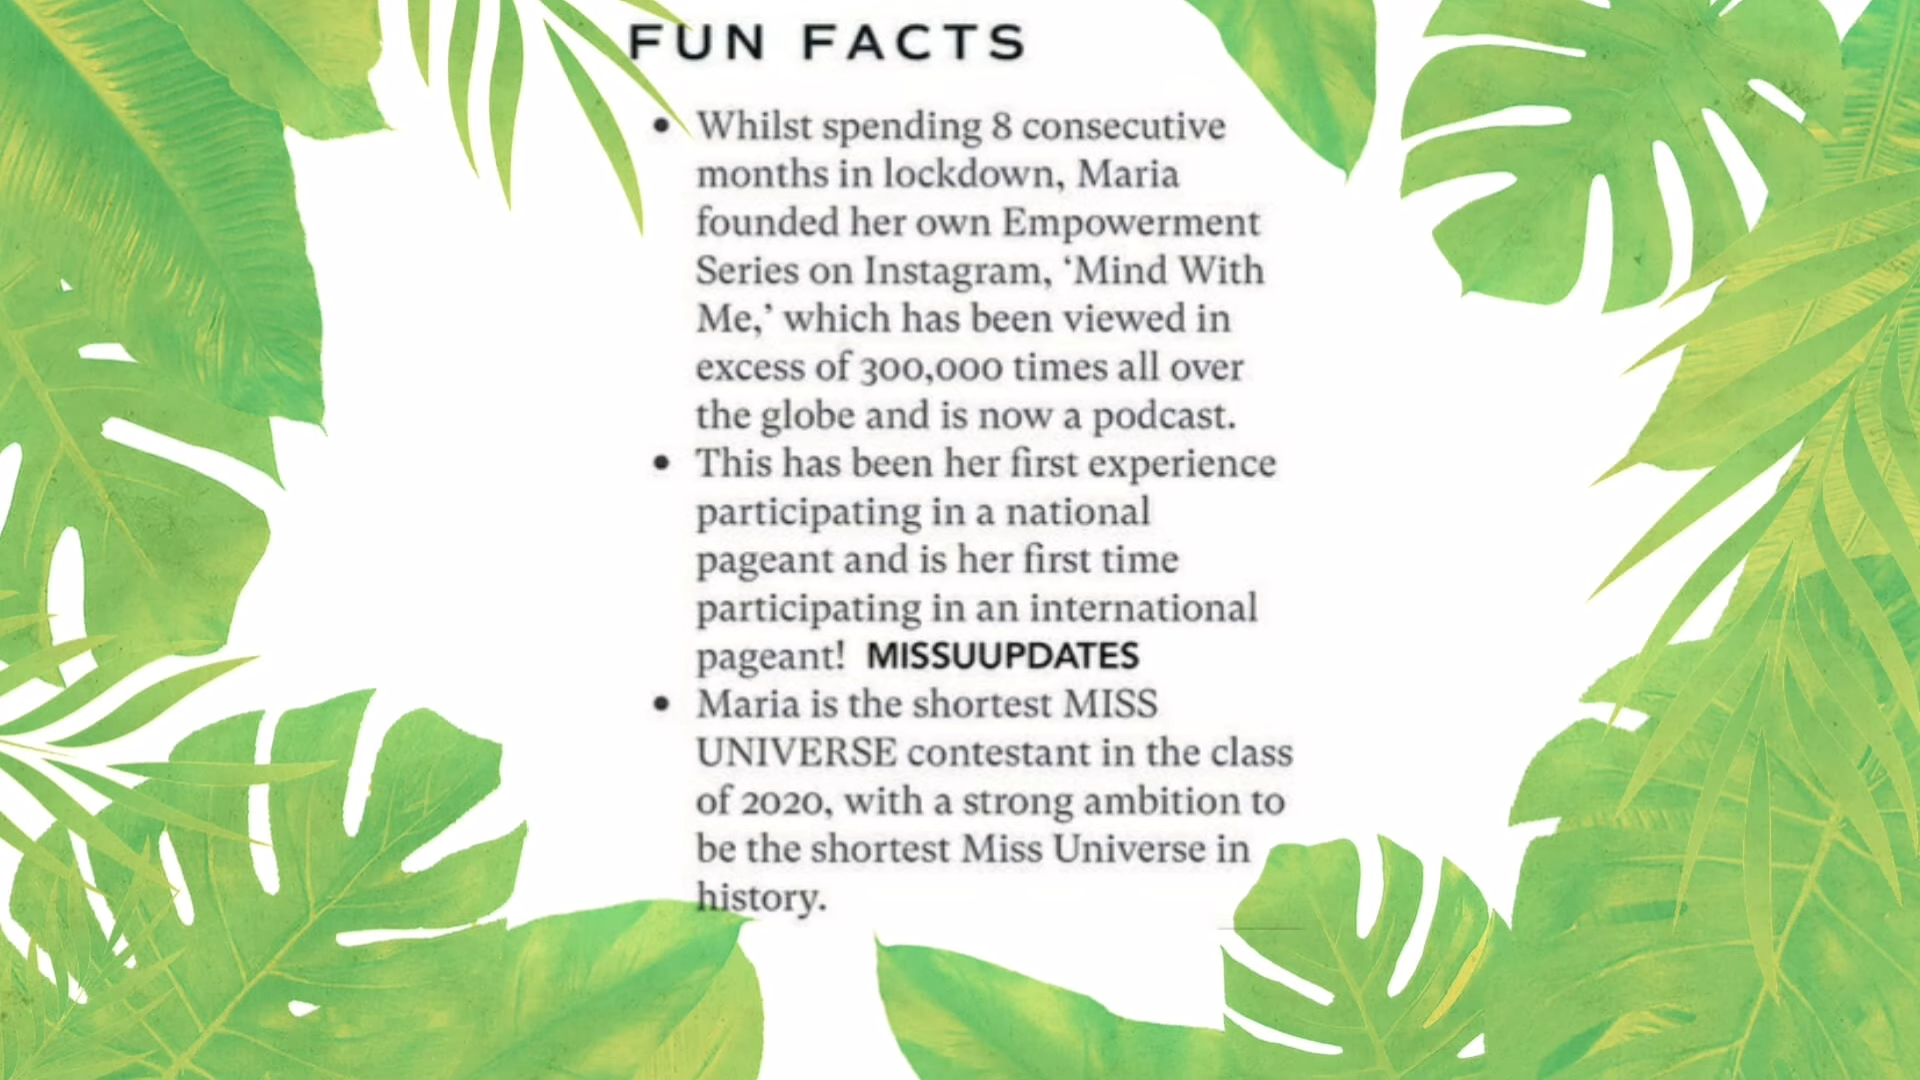 FUN FACTS
• Whilst spending 8 consecutive
months in lockdown, Maria
founded her own Empowerment
Series on Instagram, ‘Mind With
Me,’ which has been viewed in
excess of 300,000 times all over
the globe and is now a podcast.
• This has been her first experience
participating in a national
pageant and is her first time
participating in an international
pageant! MISSUUPDATES
• Maria is the shortest MISS
UNIVERSE contestant in the class
of 2020, with a strong ambition to
be the shortest Miss Universe in
history.